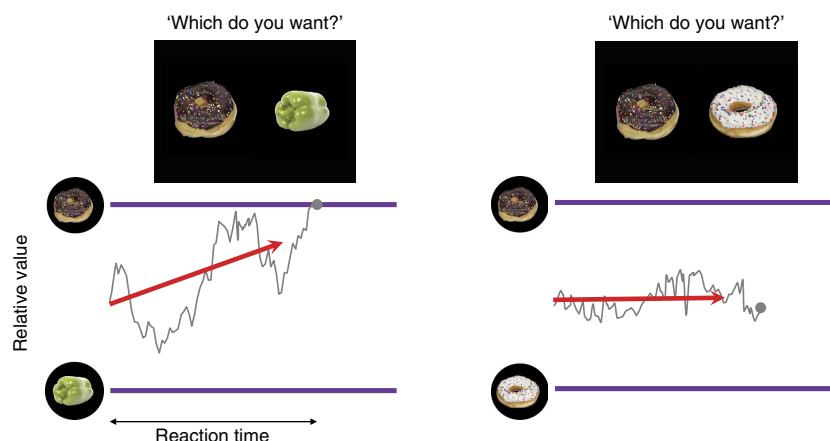 ‘Which do you want?’
‘Which do you want?’
Relative value
Reaction time